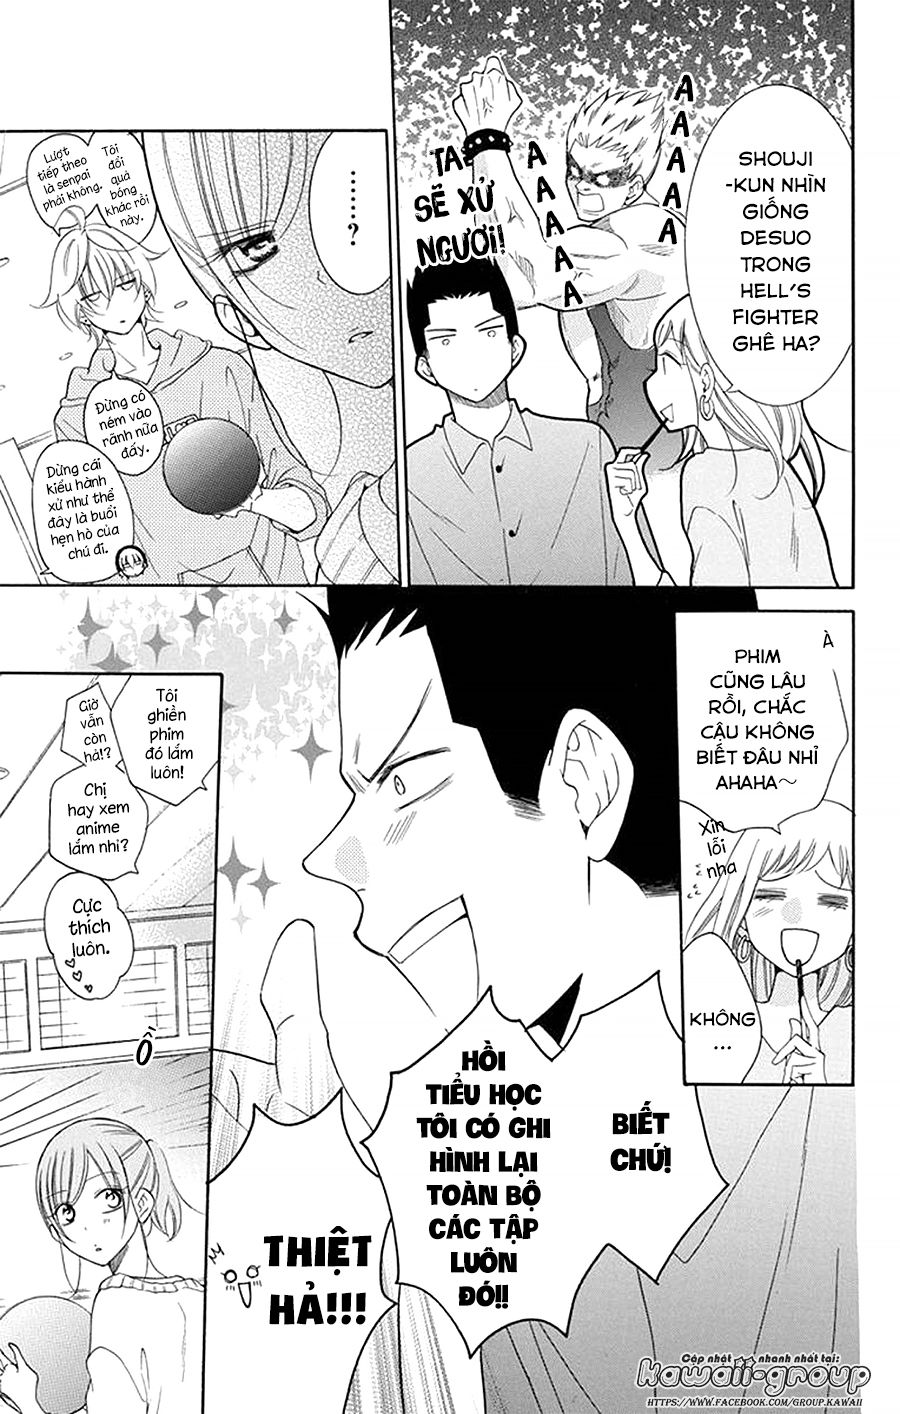 SHOUJI
-KUN NHÌN
GIỐNG
DESUO
TRONG
HELL'S
FIGHTER
GHÊ HA?
AAAAA
TA
SẼ XỬ
NGƯƠI!
AAAAA
......
?
Tôi
đổi
quả
bóng
khác rồi
này.
Lượt
tiếp theo
là senpai
phải không.
Đừng có
ném vào
rãnh nữa
đấy.
Đừng cái
kiểu hành
xử như thể
đây là buổi
hẹn hò của
chú đi.
À
PHIM
CŨNG LÂU
RỒI, CHẮC
CẬU KHÔNG
BIẾT ĐÂU NHỈ
AHAHA~
Xin
lỗi
nha
KHÔNG
...
BIẾT
CHỨ!
HỒI
TIỂU HỌC
TÔI CÓ GHI
HÌNH LẠI
TOÀN BỘ
CÁC TẬP
LUÔN
ĐÓ!!
THIỆT
HẢ!!!
Tôi
ghiền
phim
đó lắm
luôn!
Giờ
vẫn
còn
hả!?
Chị
hay xem
anime
lắm nhỉ?
Cực
thích
luôn.
Ồ
Cập nhật nhanh nhất tại:
kawaii-group
HTTPS://WWW.FACEBOOK.COM/GROUP.KAWAII